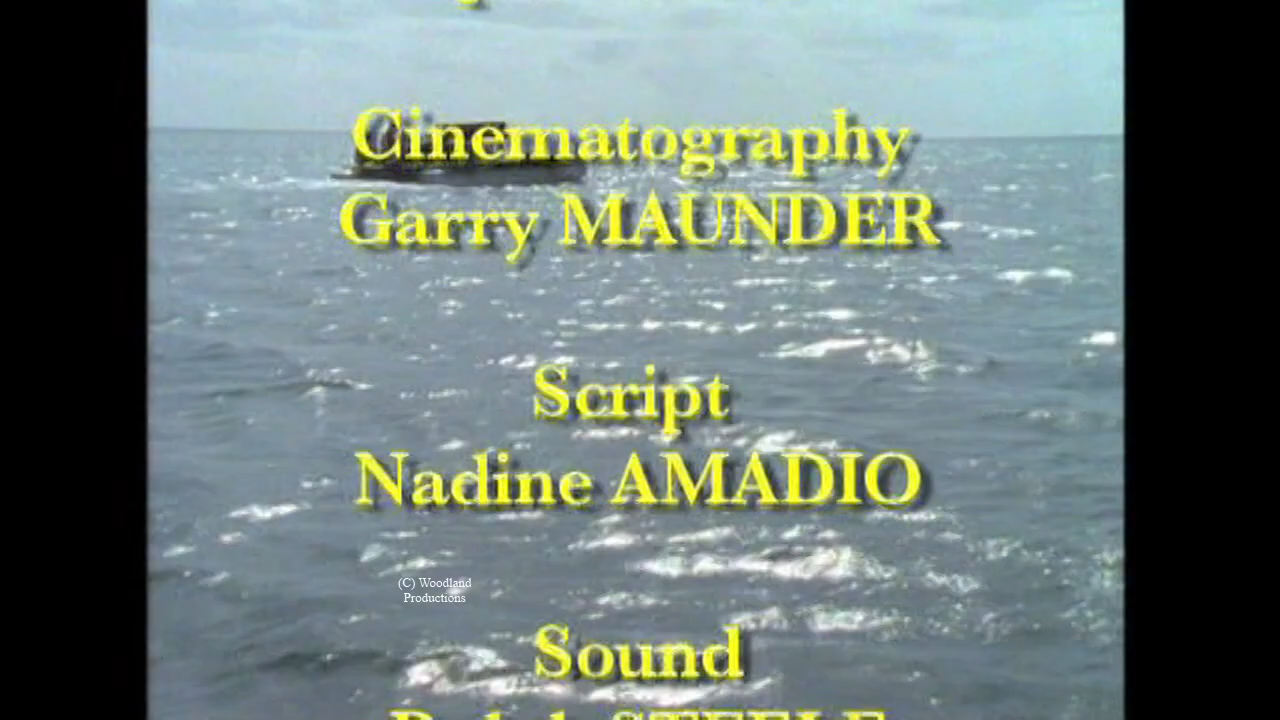 Cinematography
Garry MAUNDER
Script
Nadine AMADIO
(C) Woodland
Productions
Sound